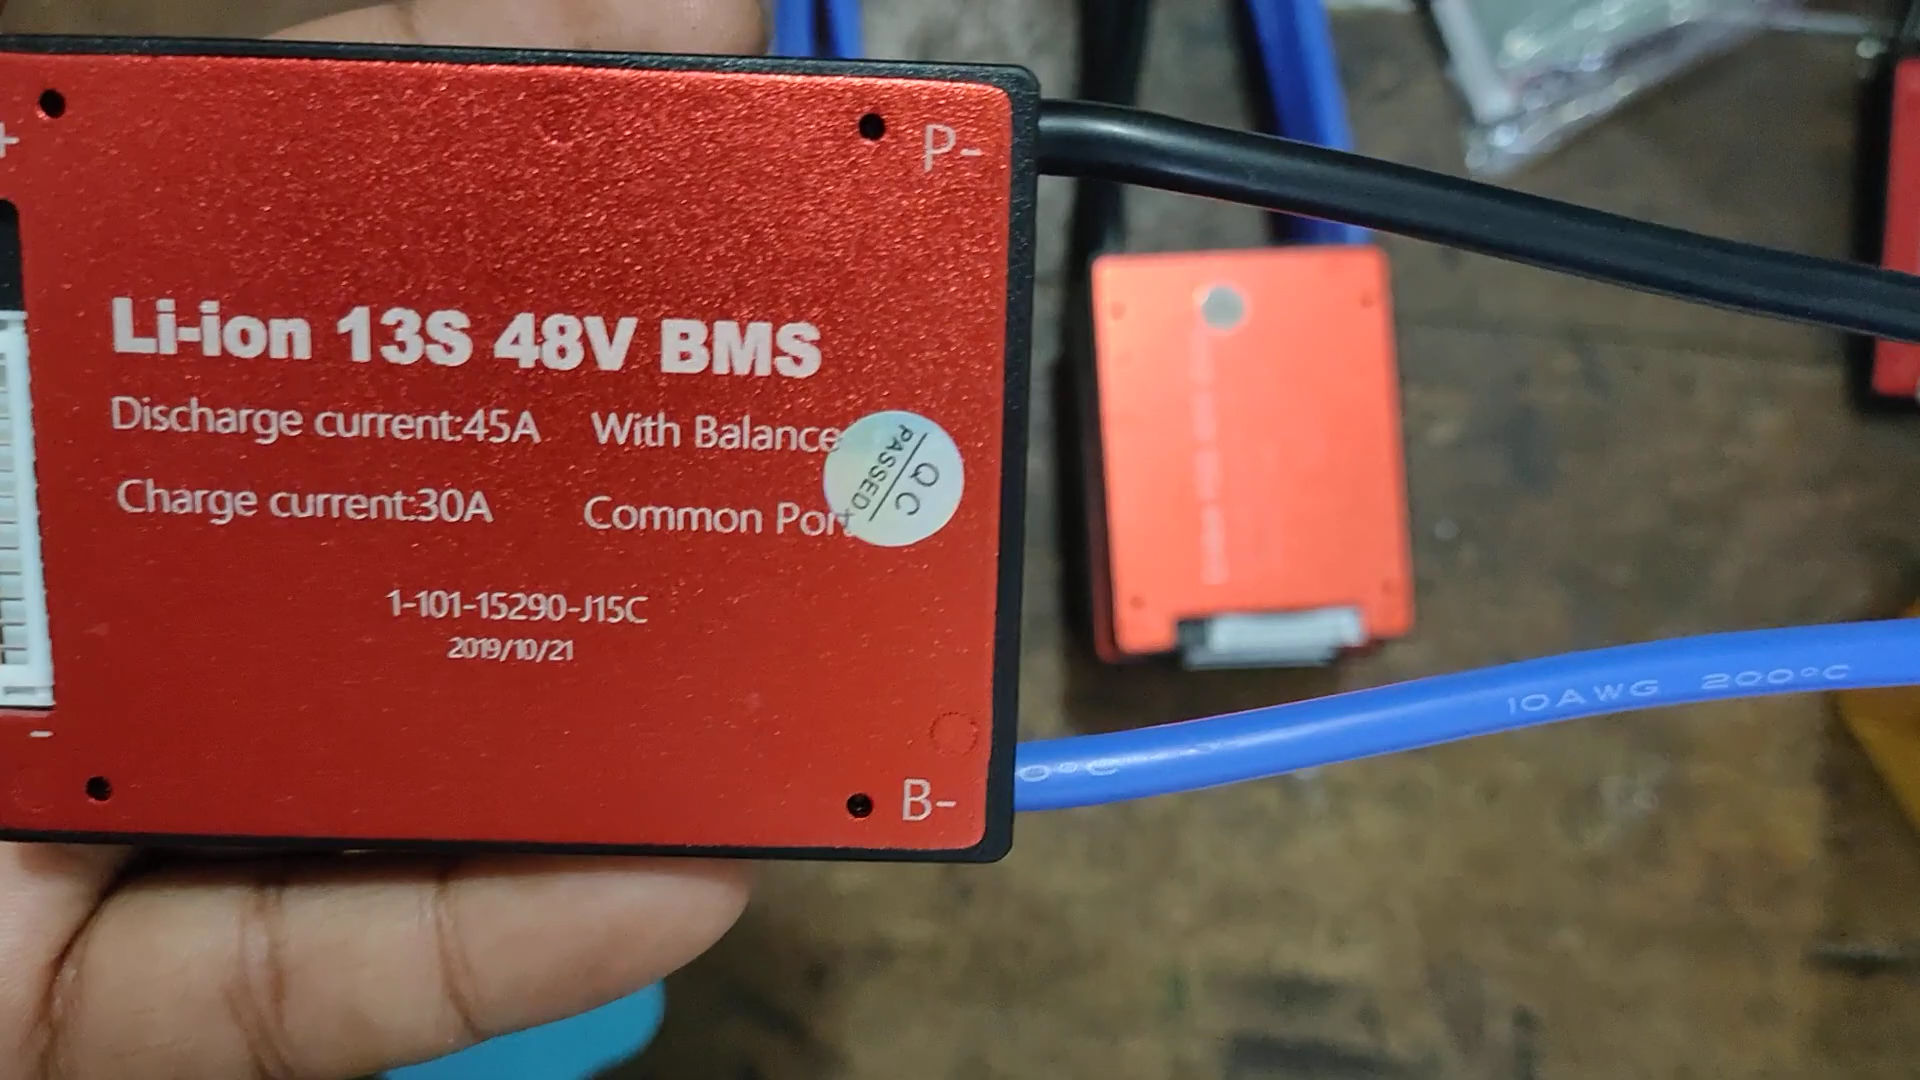 +
P-
Li-ion 13S 48V BMS
Discharge current:45A With Balance
Charge current:30A Common Port
QC
PASSED
1-101-15290-J15C
2019/10/21
-
B-
10AWG 200°C
0°C